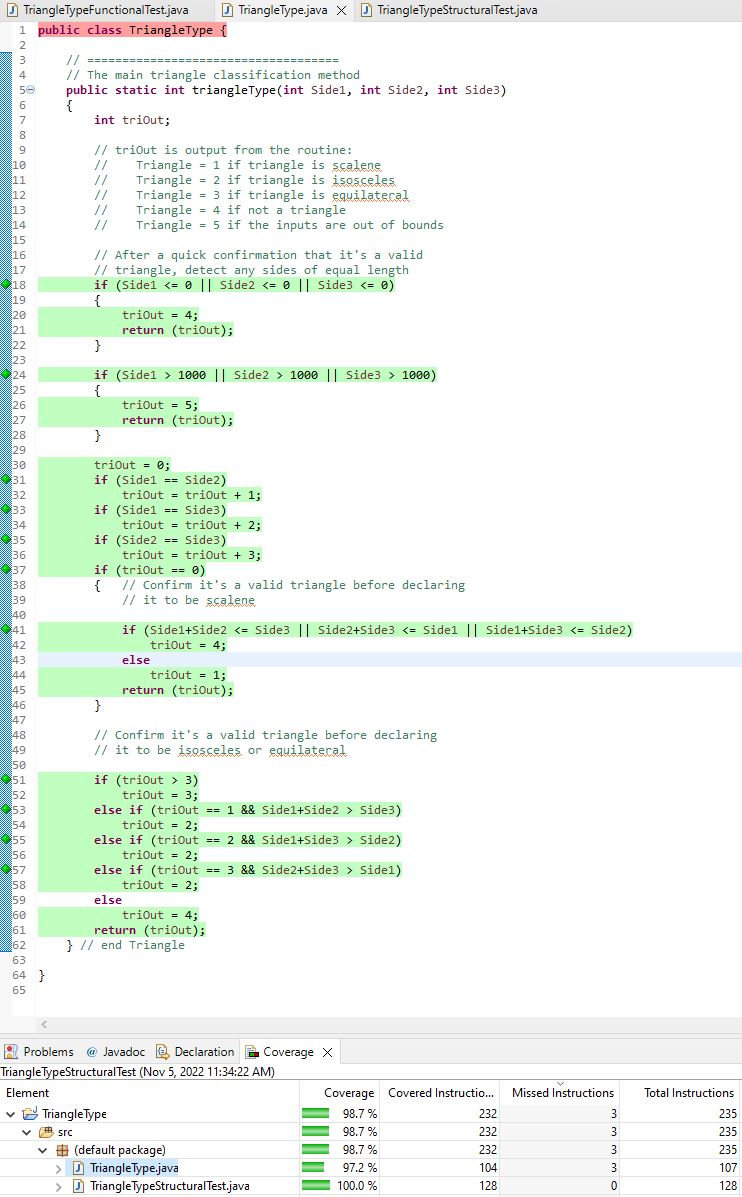 TriangleTypeFunctionalTest.java TriangleType.java TriangleTypeStructuralTest.java
1 public class TriangleType {
2
3 // ====================================
4 // The main triangle classification method
5 public static int triangleType(int Side1, int Side2, int Side3)
6 {
7 int triOut;
8
9 // triOut is output from the routine:
10 // Triangle = 1 if triangle is scalene
11 // Triangle = 2 if triangle is isosceles
12 // Triangle = 3 if triangle is equilateral
13 // Triangle = 4 if not a triangle
14 // Triangle = 5 if the inputs are out of bounds
15
16 // After a quick confirmation that it's a valid
17 // triangle, detect any sides of equal length
18 if (Side1 <= 0 || Side2 <= 0 || Side3 <= 0)
19 {
20 triOut = 4;
21 return (triOut);
22 }
23
24 if (Side1 > 1000 || Side2 > 1000 || Side3 > 1000)
25 {
26 triOut = 5;
27 return (triOut);
28 }
29
30 triOut = 0;
31 if (Side1 == Side2)
32 triOut = triOut + 1;
33 if (Side1 == Side3)
34 triOut = triOut + 2;
35 if (Side2 == Side3)
36 triOut = triOut + 3;
37 if (triOut == 0)
38 { // Confirm it's a valid triangle before declaring
39 // it to be scalene
40
41 if (Side1+Side2 <= Side3 || Side2+Side3 <= Side1 || Side1+Side3 <= Side2)
42 triOut = 4;
43 else
44 triOut = 1;
45 return (triOut);
46 }
47
48 // Confirm it's a valid triangle before declaring
49 // it to be isosceles or equilateral
50
51 if (triOut > 3)
52 triOut = 3;
53 else if (triOut == 1 && Side1+Side2 > Side3)
54 triOut = 2;
55 else if (triOut == 2 && Side1+Side3 > Side2)
56 triOut = 2;
57 else if (triOut == 3 && Side2+Side3 > Side1)
58 triOut = 2;
59 else
60 triOut = 4;
61 return (triOut);
62 } // end Triangle
63
64 }
65
Problems Javadoc Declaration Coverage
TriangleTypeStructuralTest (Nov 5, 2022 11:34:22 AM)
Element Coverage Covered Instructio... Missed Instructions Total Instructions
TriangleType 98.7 % 232 3 235
src 98.7 % 232 3 235
(default package) 98.7 % 232 3 235
TriangleType.java 97.2 % 104 3 107
TriangleTypeStructuralTest.java 100.0 % 128 0 128